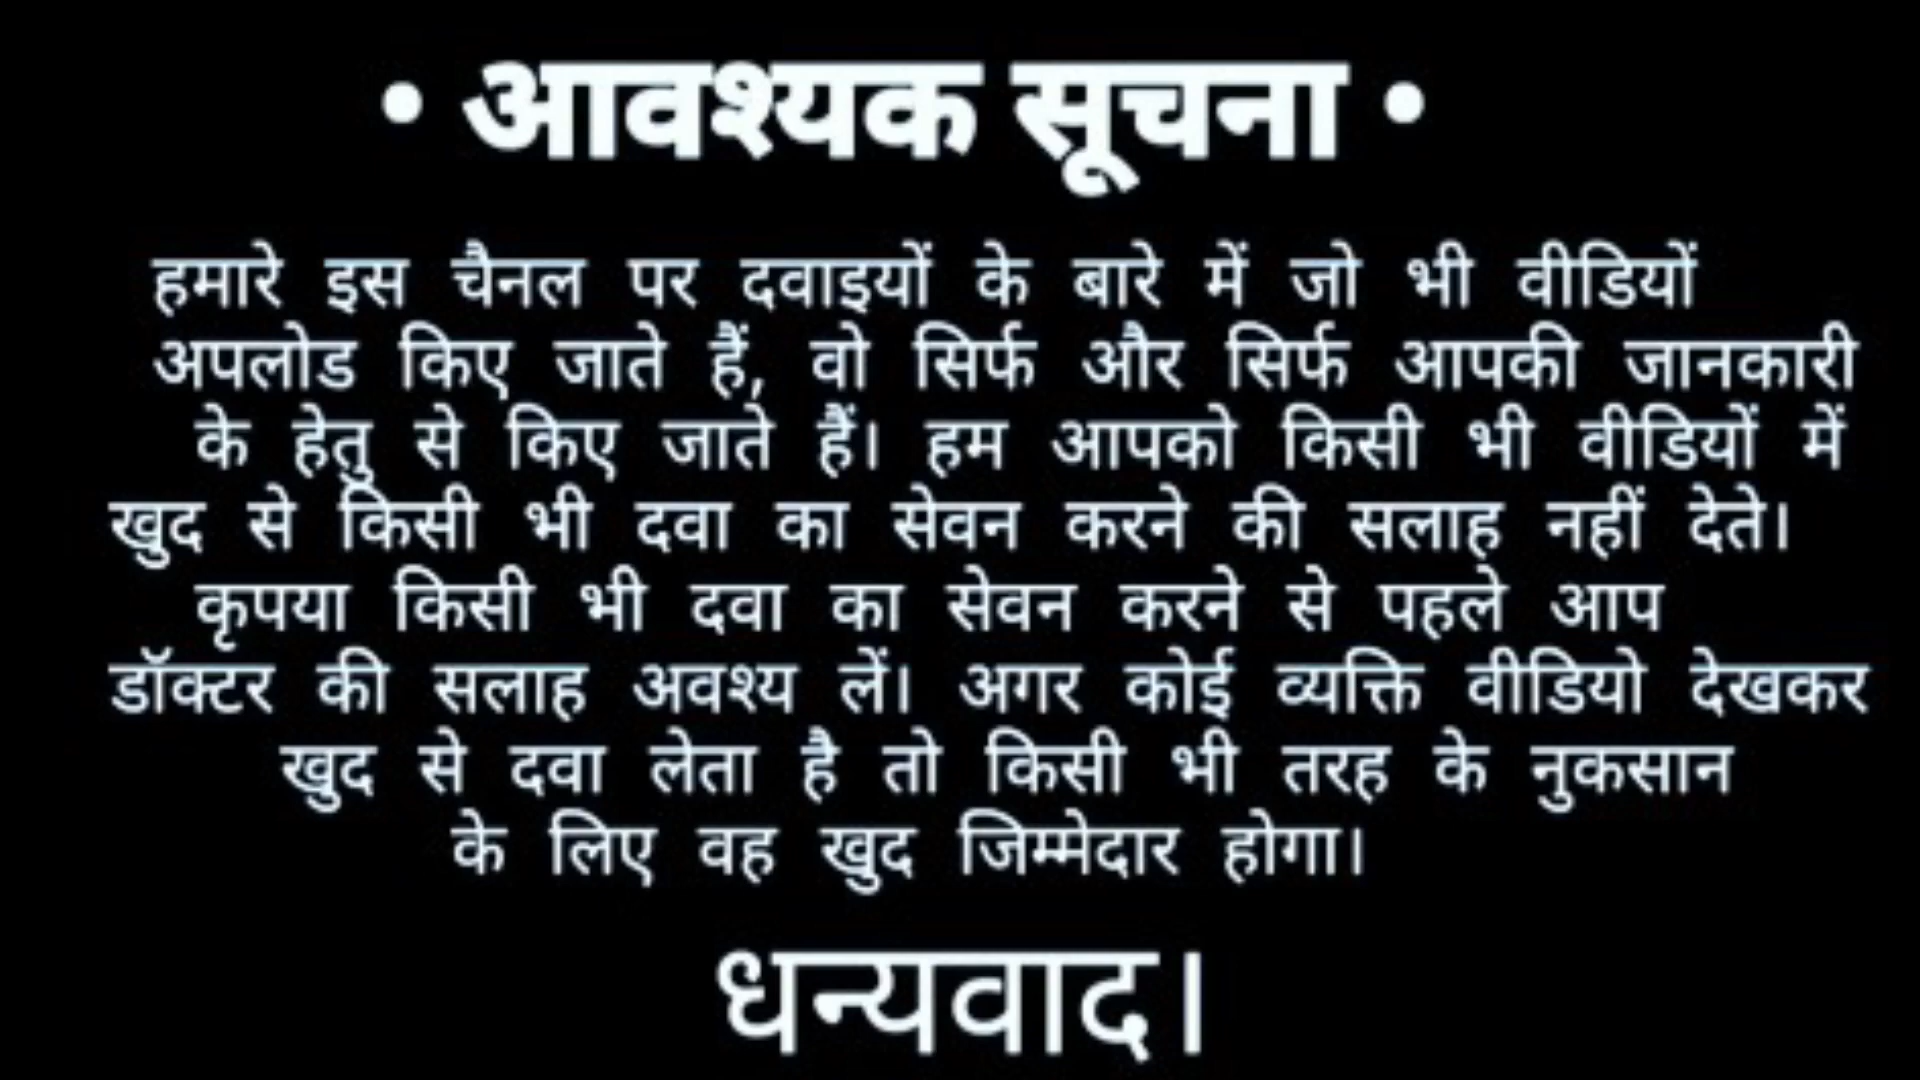 • आवश्यक सूचना •
हमारे इस चैनल पर दवाइयों के बारे में जो भी वीडियों
अपलोड किए जाते हैं, वो सिर्फ और सिर्फ आपकी जानकारी
के हेतु से किए जाते हैं। हम आपको किसी भी वीडियों में
खुद से किसी भी दवा का सेवन करने की सलाह नहीं देते।
कृपया किसी भी दवा का सेवन करने से पहले आप
डॉक्टर की सलाह अवश्य लें। अगर कोई व्यक्ति वीडियो देखकर
खुद से दवा लेता है तो किसी भी तरह के नुकसान
के लिए वह खुद जिम्मेदार होगा।
धन्यवाद।